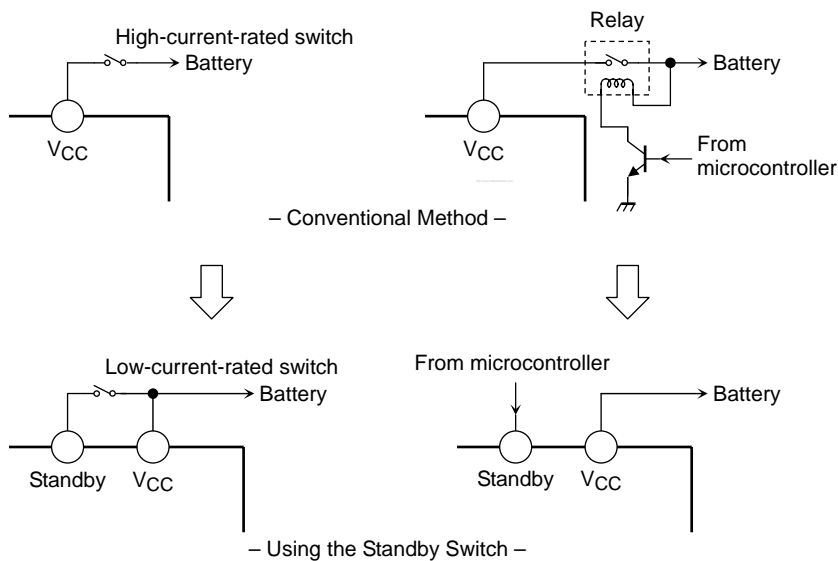 High-current-rated switch
Battery
VCC
Relay
Battery
VCC
From
microcontroller
– Conventional Method –
Low-current-rated switch
Battery
Standby
VCC
From microcontroller
Battery
Standby
VCC
– Using the Standby Switch –